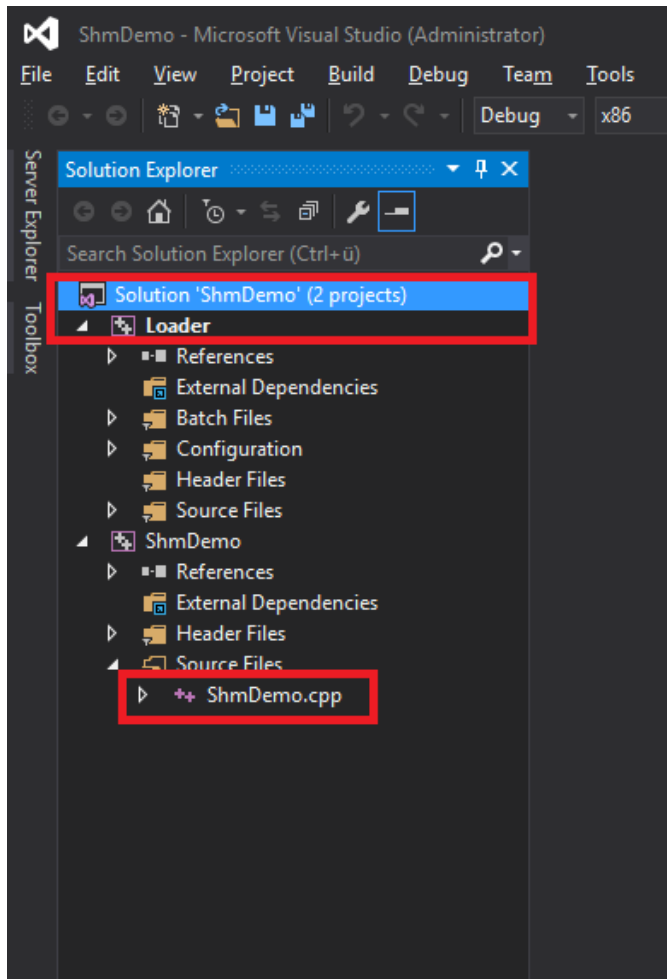 ShmDemo - Microsoft Visual Studio (Administrator)
File Edit View Project Build Debug Team Tools
Debug x86
Server Explorer
Toolbox
Solution Explorer
Search Solution Explorer (Ctrl+ü)
Solution 'ShmDemo' (2 projects)
Loader
References
External Dependencies
Batch Files
Configuration
Header Files
Source Files
ShmDemo
References
External Dependencies
Header Files
Source Files
ShmDemo.cpp